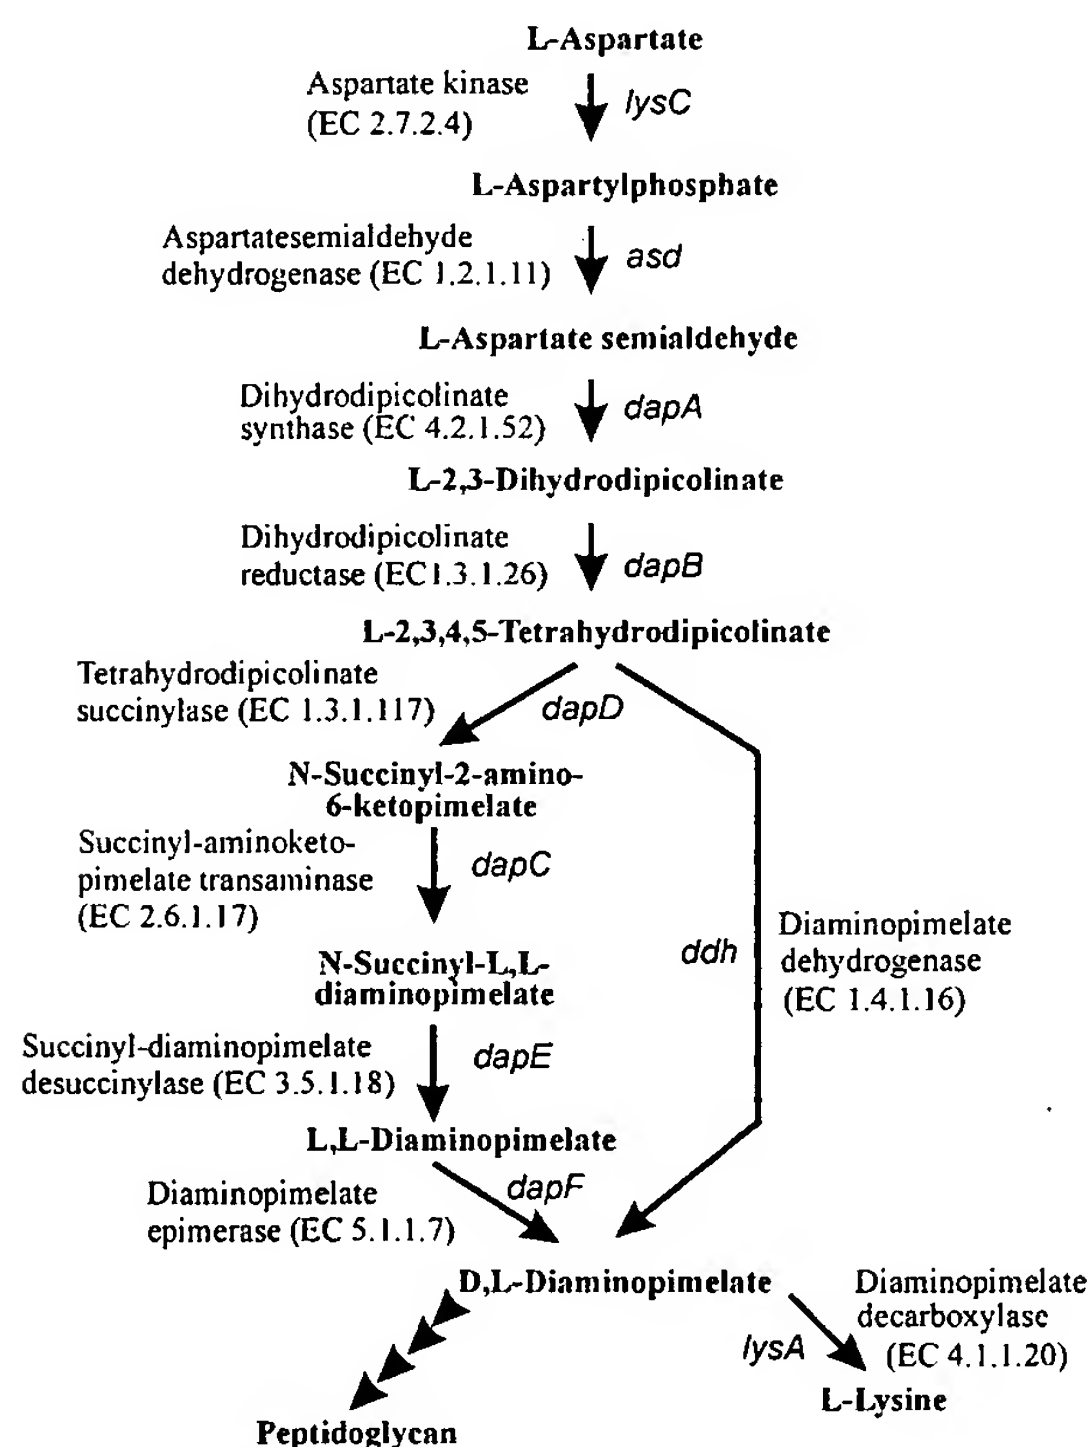 L-Aspartate
Aspartate kinase
(EC 2.7.2.4)
lysC
L-Aspartylphosphate
Aspartatesemialdehyde
dehydrogenase (EC 1.2.1.11)
asd
L-Aspartate semialdehyde
Dihydrodipicolinate
synthase (EC 4.2.1.52)
dapA
L-2,3-Dihydrodipicolinate
Dihydrodipicolinate
reductase (EC1.3.1.26)
dapB
L-2,3,4,5-Tetrahydrodipicolinate
Tetrahydrodipicolinate
succinylase (EC 1.3.1.117)
dapD
N-Succinyl-2-amino-
6-ketopimelate
Succinyl-aminoketo-
pimelate transaminase
(EC 2.6.1.17)
dapC
ddh
Diaminopimelate
dehydrogenase
(EC 1.4.1.16)
N-Succinyl-L,L-
diaminopimelate
Succinyl-diaminopimelate
desuccinylase (EC 3.5.1.18)
dapE
L,L-Diaminopimelate
Diaminopimelate
epimerase (EC 5.1.1.7)
dapF
D,L-Diaminopimelate
Diaminopimelate
decarboxylase
(EC 4.1.1.20)
lysA
L-Lysine
Peptidoglycan